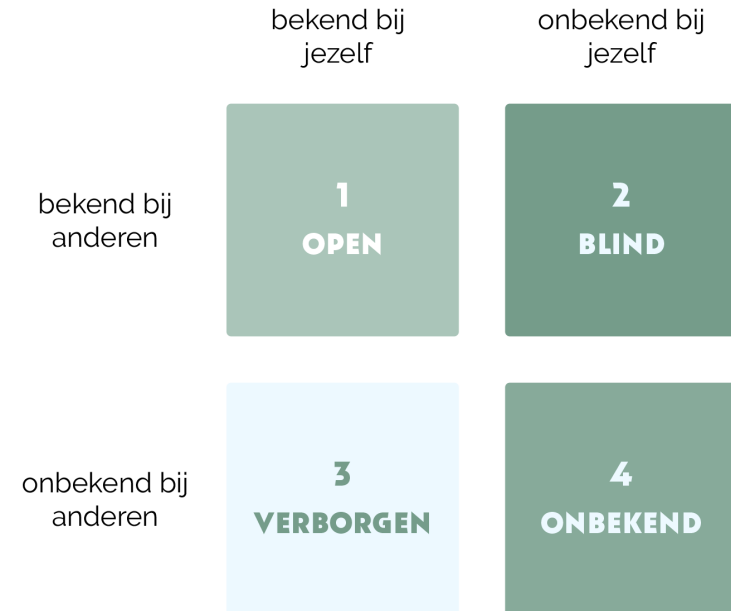 bekend bij
jezelf
onbekend bij
jezelf
bekend bij
anderen
1
OPEN
2
BLIND
onbekend bij
anderen
3
VERBORGEN
4
ONBEKEND